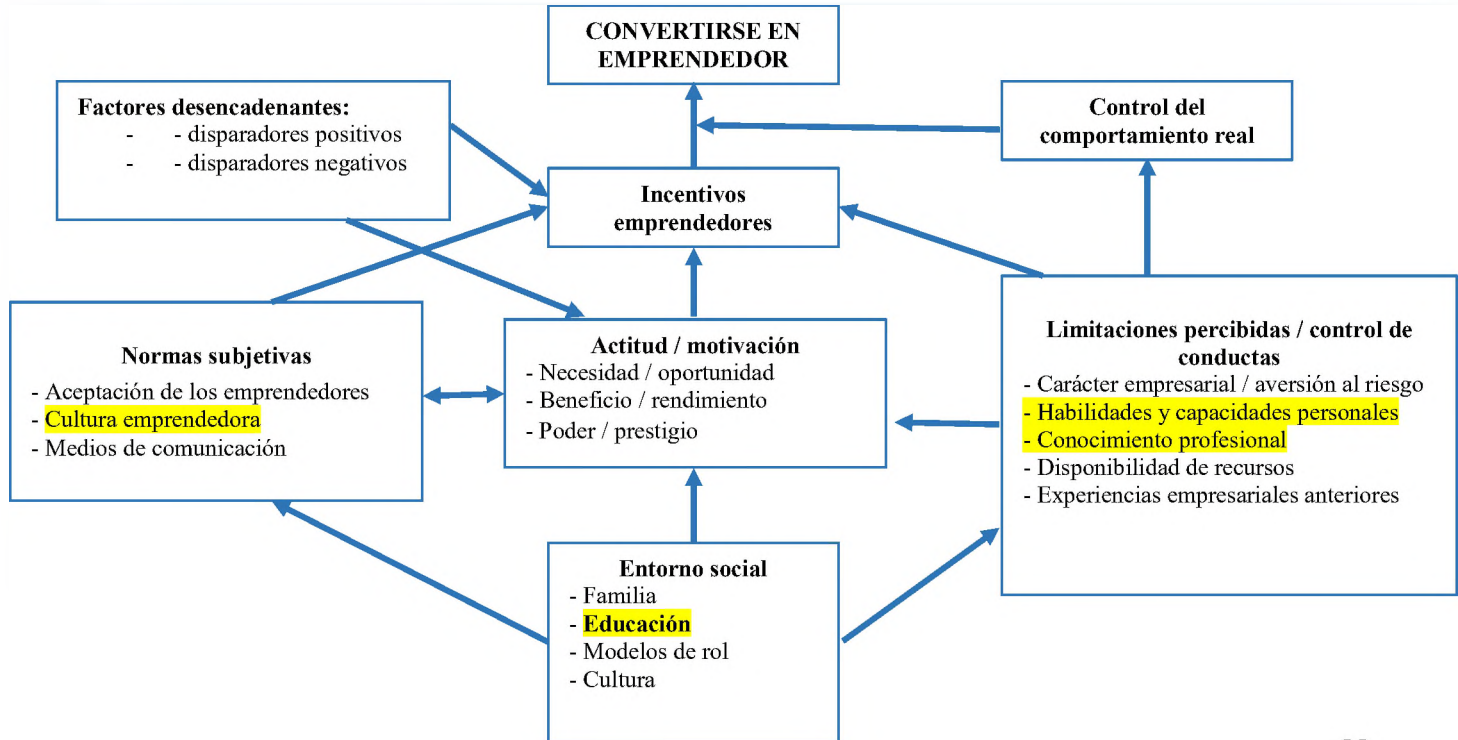 CONVERTIRSE EN
EMPRENDEDOR
Factores desencadenantes:
- - disparadores positivos
- - disparadores negativos
Control del
comportamiento real
Incentivos
emprendedores
Normas subjetivas
- Aceptación de los emprendedores
- Cultura emprendedora
- Medios de comunicación
Actitud / motivación
- Necesidad / oportunidad
- Beneficio / rendimiento
- Poder / prestigio
Limitaciones percibidas / control de
conductas
- Carácter empresarial / aversión al riesgo
- Habilidades y capacidades personales
- Conocimiento profesional
- Disponibilidad de recursos
- Experiencias empresariales anteriores
Entorno social
- Familia
- Educación
- Modelos de rol
- Cultura